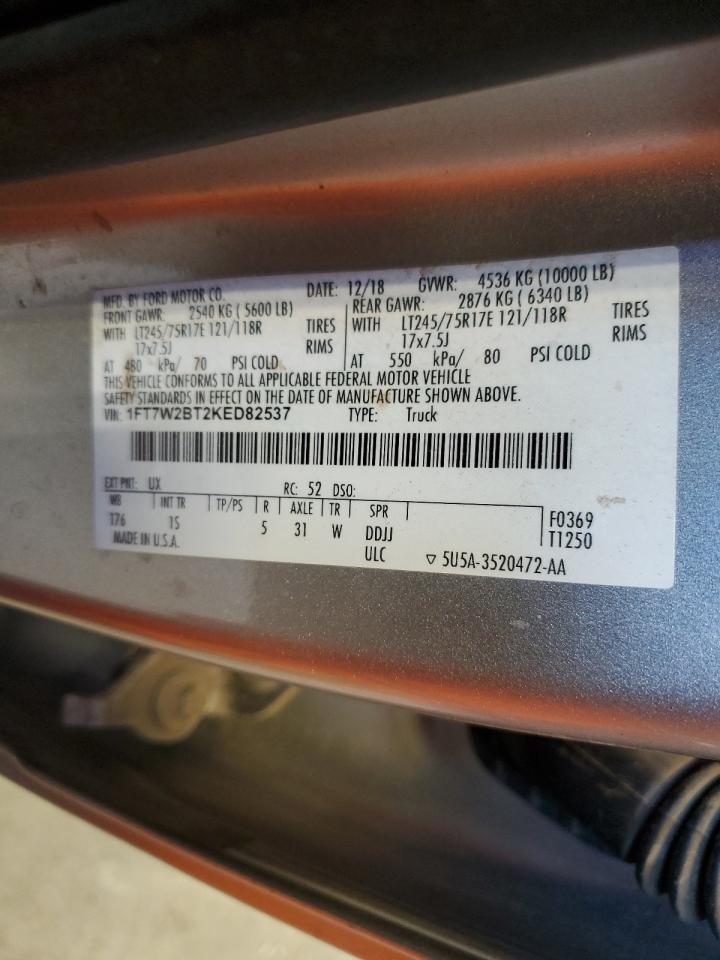 MFD. BY FORD MOTOR CO.
DATE: 12/18 GVWR: 4536 KG (10000 LB)
FRONT GAWR: 2540 KG ( 5600 LB)
WITH LT245/75R17E 121/118R TIRES
17x7.5J RIMS
AT 480 kPa/ 70 PSI COLD
REAR GAWR: 2876 KG ( 6340 LB)
WITH LT245/75R17E 121/118R TIRES
17x7.5J RIMS
AT 550 kPa/ 80 PSI COLD
THIS VEHICLE CONFORMS TO ALL APPLICABLE FEDERAL MOTOR VEHICLE
SAFETY STANDARDS IN EFFECT ON THE DATE OF MANUFACTURE SHOWN ABOVE.
VIN: 1FT7W2BT2KED82537 TYPE: Truck
EXT PNT: UX RC: 52 DSO:
WB INT TR TP/PS R AXLE TR SPR
176 1S 5 31 W DDJJ F0369
MADE IN U.S.A. ULC T1250
▽ 5U5A-3520472-AA